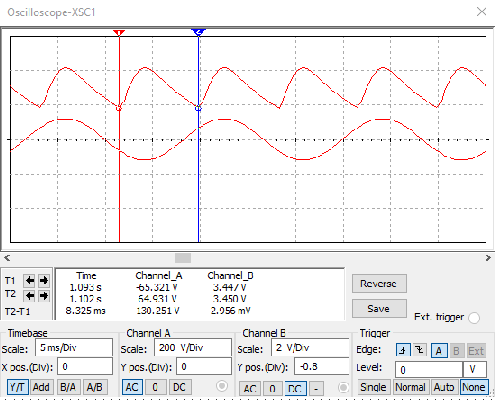 Oscilloscope-XSC1
1
2
T1
T2
T2-T1
Time Channel_A Channel_B
1.093 s -65.321 V 3.447 V
1.102 s 64.931 V 3.450 V
8.325 ms 130.251 V 2.956 mV
Reverse
Save
Ext. trigger
Timebase
Scale: 5 ms/Div
X pos.(Div): 0
Y/T Add B/A A/B
Channel A
Scale: 200 V/Div
Y pos.(Div): 0
AC 0 DC
Channel B
Scale: 2 V/Div
Y pos.(Div): -0.8
AC 0 DC -
Trigger
Edge: A B Ext
Level: 0 V
Single Normal Auto None